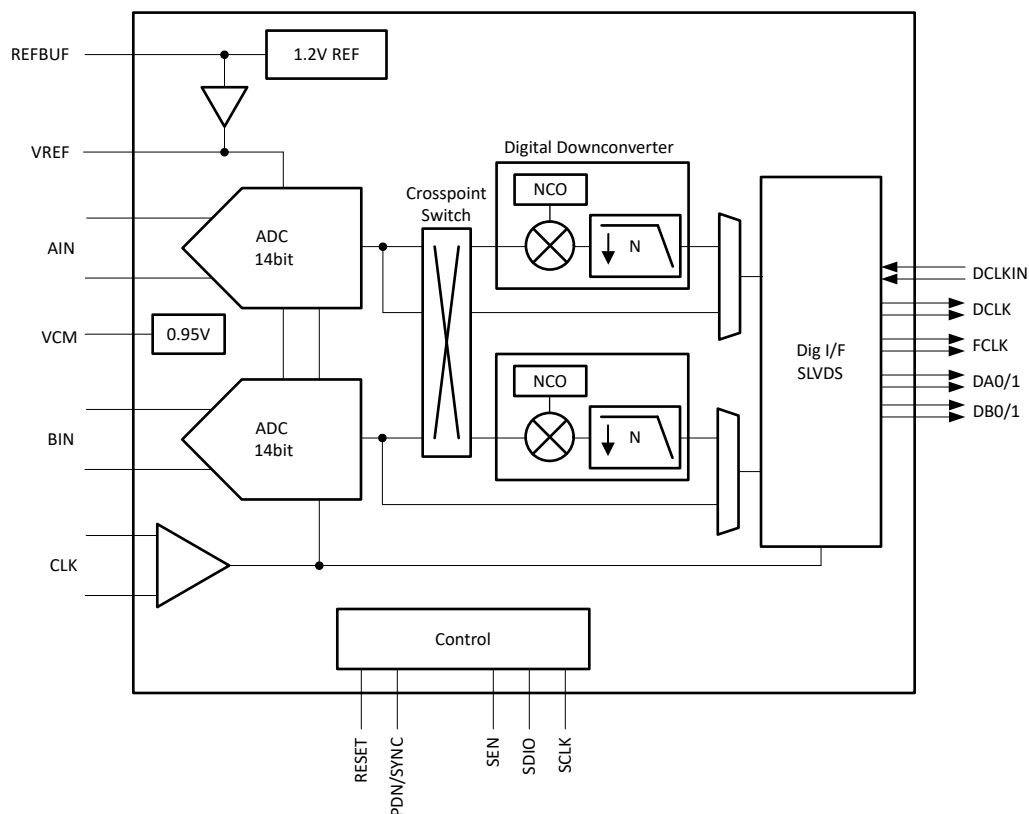 REFBUF
1.2V REF
VREF
Digital Downconverter
NCO
Crosspoint
Switch
N
AIN
ADC
14bit
DCLKIN
DCLK
VCM
0.95V
FCLK
Dig I/F
SLVDS
NCO
DA0/1
DB0/1
N
BIN
ADC
14bit
CLK
Control
RESET
PDN/SYNC
SEN
SDIO
SCLK